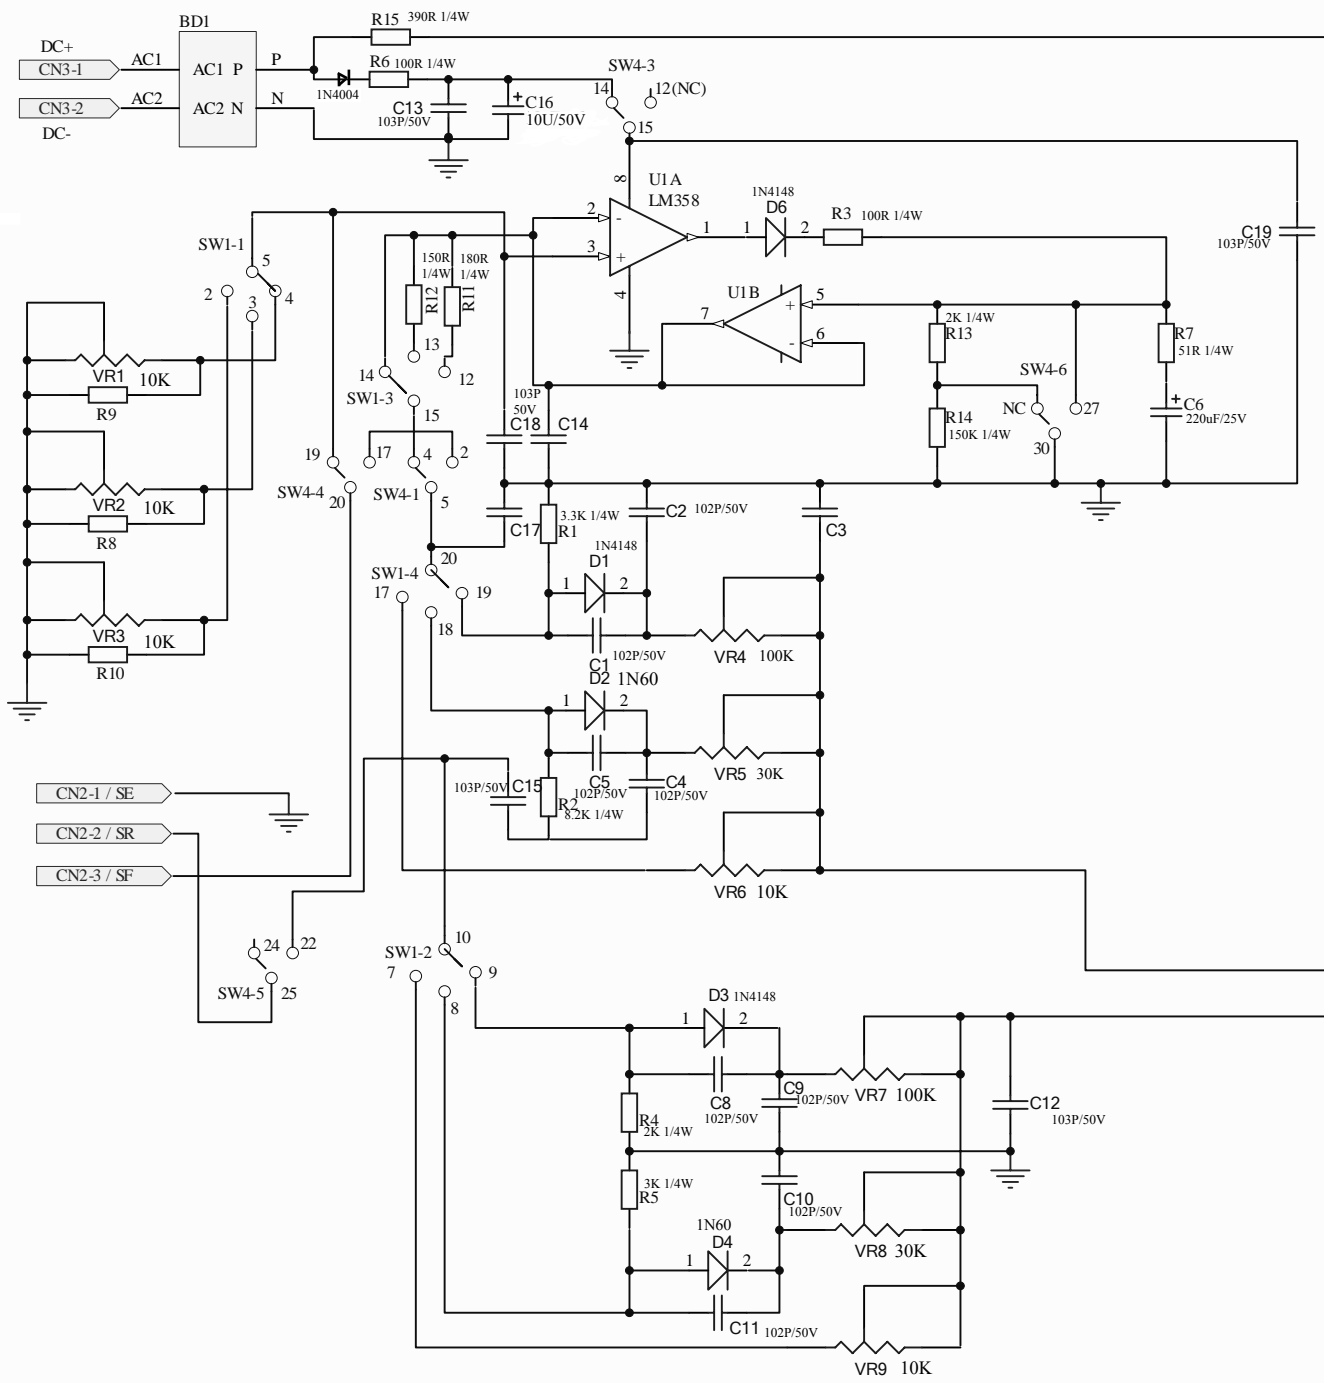 BD1
R15 390R 1/4W
DC+
CN3-1
AC1
AC1 P
P
R6 100R 1/4W
1N4004
SW4-3
14
12(NC)
15
CN3-2
AC2
AC2 N
N
DC-
C13
103P/50V
C16
10U/50V
8
U1A
LM358
2
-
3
+
4
1
1N4148
D6
1
2
R3 100R 1/4W
C19
103P/50V
SW1-1
5
2
3
4
150R
1/4W
R12
180R
1/4W
R11
13
14
12
SW1-3
15
U1B
7
+
5
-
6
2K 1/4W
R13
R7
51R 1/4W
SW4-6
NC
27
30
C6
220uF/25V
R14
150K 1/4W
VR1 10K
R9
VR2 10K
R8
VR3 10K
R10
103P
50V
C18
C14
19
17
4
2
SW4-4
20
SW4-1
5
C17
3.3K 1/4W
R1
C2 102P/50V
C3
1N4148
D1
1
2
20
SW1-4
17
19
18
C1 102P/50V
VR4 100K
D2 1N60
1
2
103P/50V C15
C5
102P/50V
R2
8.2K 1/4W
C4
102P/50V
VR5 30K
CN2-1 / SE
CN2-2 / SR
CN2-3 / SF
VR6 10K
24
22
SW4-5
25
SW1-2
10
7
9
8
D3 1N4148
1
2
C8
102P/50V
C9
102P/50V
VR7 100K
R4
2K 1/4W
C12
103P/50V
3K 1/4W
R5
C10
102P/50V
1N60
D4
1
2
VR8 30K
C11 102P/50V
VR9 10K